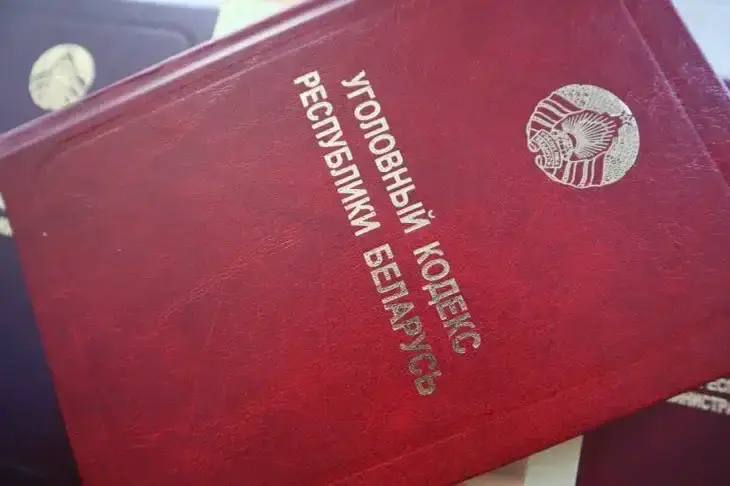 УГОЛОВНЫЙ КОДЕКС
РЕСПУБЛИКИ БЕЛАРУСЬ